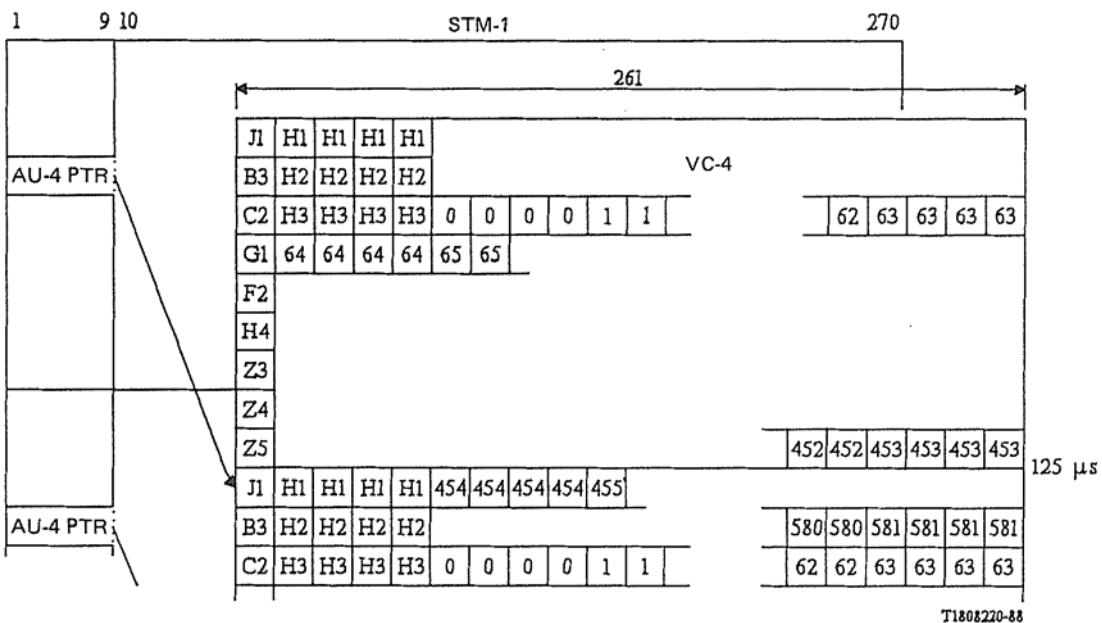 1 9 10 STM-1 270
261
J1 H1 H1 H1 H1
VC-4
AU-4 PTR B3 H2 H2 H2 H2
C2 H3 H3 H3 H3 0 0 0 0 1 1 62 63 63 63 63
G1 64 64 64 64 65 65
F2
H4
Z3
Z4
Z5 452 452 453 453 453 453
125 μs
J1 H1 H1 H1 H1 454 454 454 454 455
AU-4 PTR B3 H2 H2 H2 H2 580 580 581 581 581 581
C2 H3 H3 H3 H3 0 0 0 0 1 1 62 62 63 63 63 63
T1808220-88